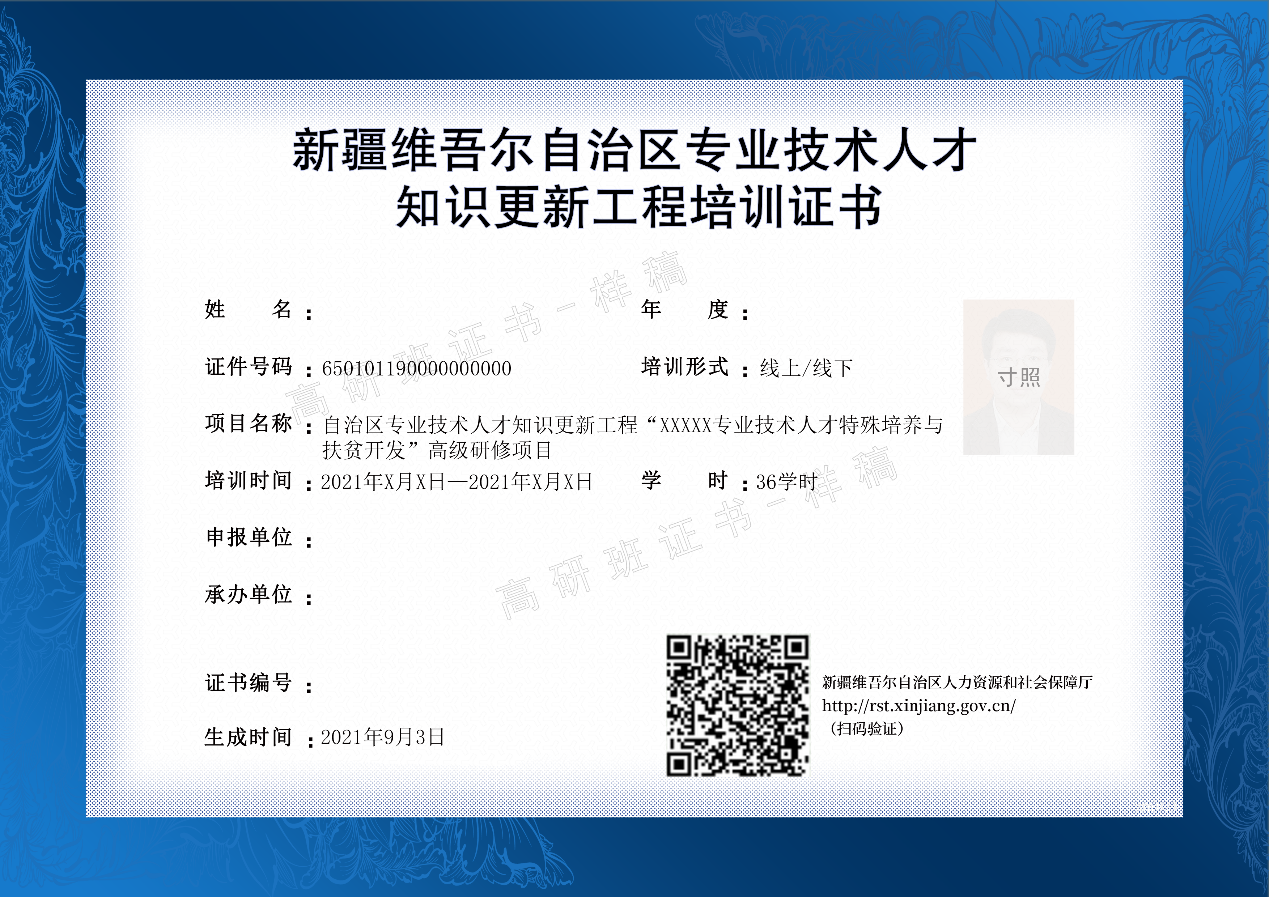 新疆维吾尔自治区专业技术人才
知识更新工程培训证书
姓 名：
年 度：
证件号码：650101190000000000
培训形式：线上/线下
寸照
项目名称：自治区专业技术人才知识更新工程“XXXXX专业技术人才特殊培养与
扶贫开发”高级研修项目
培训时间：2021年X月X日—2021年X月X日
学 时：36学时
申报单位：
承办单位：
高研班证书-样稿
高研班证书-样稿
证书编号：
生成时间：2021年9月3日
新疆维吾尔自治区人力资源和社会保障厅
http://rst.xinjiang.gov.cn/
（扫码验证）